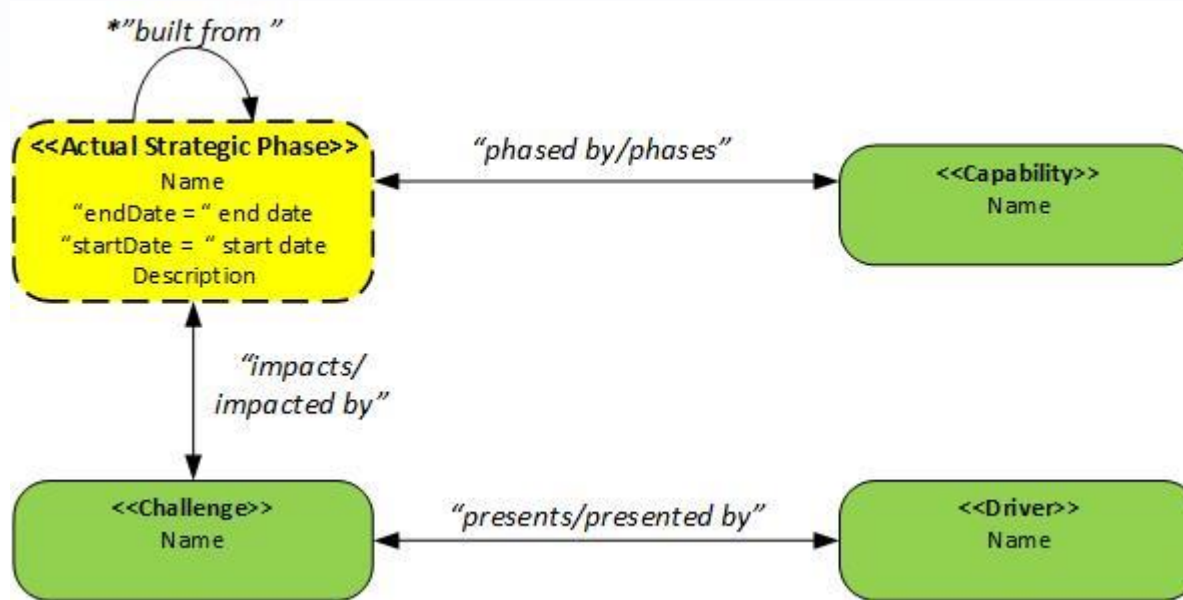 *”built from ”
<<Actual Strategic Phase>>
Name
“endDate = “ end date
“startDate = “ start date
Description
“phased by/phases”
<<Capability>>
Name
“impacts/
impacted by”
<<Challenge>>
Name
“presents/presented by”
<<Driver>>
Name